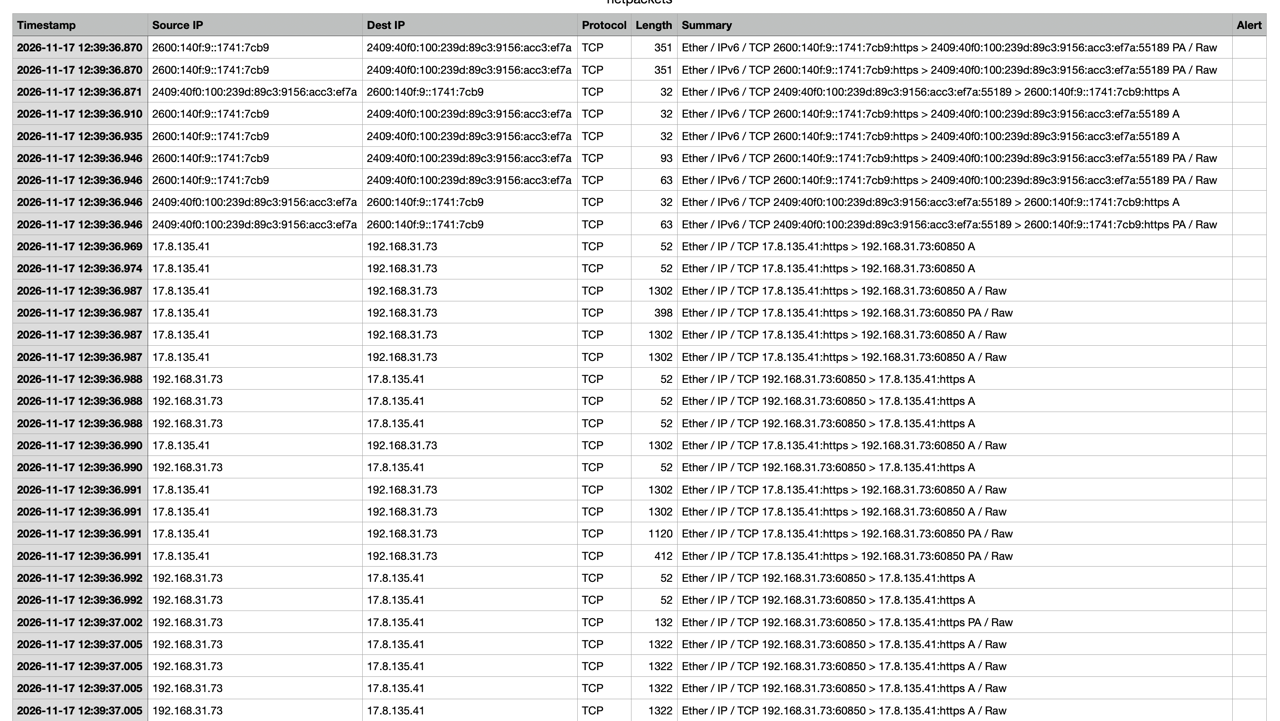 netpackets
Timestamp Source IP Dest IP Protocol Length Summary Alert
2026-11-17 12:39:36.870 2600:140f:9::1741:7cb9 2409:40f0:100:239d:89c3:9156:acc3:ef7a TCP 351 Ether / IPv6 / TCP 2600:140f:9::1741:7cb9:https > 2409:40f0:100:239d:89c3:9156:acc3:ef7a:55189 PA / Raw
2026-11-17 12:39:36.870 2600:140f:9::1741:7cb9 2409:40f0:100:239d:89c3:9156:acc3:ef7a TCP 351 Ether / IPv6 / TCP 2600:140f:9::1741:7cb9:https > 2409:40f0:100:239d:89c3:9156:acc3:ef7a:55189 PA / Raw
2026-11-17 12:39:36.871 2409:40f0:100:239d:89c3:9156:acc3:ef7a 2600:140f:9::1741:7cb9 TCP 32 Ether / IPv6 / TCP 2409:40f0:100:239d:89c3:9156:acc3:ef7a:55189 > 2600:140f:9::1741:7cb9:https A
2026-11-17 12:39:36.910 2600:140f:9::1741:7cb9 2409:40f0:100:239d:89c3:9156:acc3:ef7a TCP 32 Ether / IPv6 / TCP 2600:140f:9::1741:7cb9:https > 2409:40f0:100:239d:89c3:9156:acc3:ef7a:55189 A
2026-11-17 12:39:36.935 2600:140f:9::1741:7cb9 2409:40f0:100:239d:89c3:9156:acc3:ef7a TCP 32 Ether / IPv6 / TCP 2600:140f:9::1741:7cb9:https > 2409:40f0:100:239d:89c3:9156:acc3:ef7a:55189 A
2026-11-17 12:39:36.946 2600:140f:9::1741:7cb9 2409:40f0:100:239d:89c3:9156:acc3:ef7a TCP 93 Ether / IPv6 / TCP 2600:140f:9::1741:7cb9:https > 2409:40f0:100:239d:89c3:9156:acc3:ef7a:55189 PA / Raw
2026-11-17 12:39:36.946 2600:140f:9::1741:7cb9 2409:40f0:100:239d:89c3:9156:acc3:ef7a TCP 63 Ether / IPv6 / TCP 2600:140f:9::1741:7cb9:https > 2409:40f0:100:239d:89c3:9156:acc3:ef7a:55189 PA / Raw
2026-11-17 12:39:36.946 2409:40f0:100:239d:89c3:9156:acc3:ef7a 2600:140f:9::1741:7cb9 TCP 32 Ether / IPv6 / TCP 2409:40f0:100:239d:89c3:9156:acc3:ef7a:55189 > 2600:140f:9::1741:7cb9:https A
2026-11-17 12:39:36.946 2409:40f0:100:239d:89c3:9156:acc3:ef7a 2600:140f:9::1741:7cb9 TCP 63 Ether / IPv6 / TCP 2409:40f0:100:239d:89c3:9156:acc3:ef7a:55189 > 2600:140f:9::1741:7cb9:https PA / Raw
2026-11-17 12:39:36.969 17.8.135.41 192.168.31.73 TCP 52 Ether / IP / TCP 17.8.135.41:https > 192.168.31.73:60850 A
2026-11-17 12:39:36.974 17.8.135.41 192.168.31.73 TCP 52 Ether / IP / TCP 17.8.135.41:https > 192.168.31.73:60850 A
2026-11-17 12:39:36.987 17.8.135.41 192.168.31.73 TCP 1302 Ether / IP / TCP 17.8.135.41:https > 192.168.31.73:60850 A / Raw
2026-11-17 12:39:36.987 17.8.135.41 192.168.31.73 TCP 398 Ether / IP / TCP 17.8.135.41:https > 192.168.31.73:60850 PA / Raw
2026-11-17 12:39:36.987 17.8.135.41 192.168.31.73 TCP 1302 Ether / IP / TCP 17.8.135.41:https > 192.168.31.73:60850 A / Raw
2026-11-17 12:39:36.987 17.8.135.41 192.168.31.73 TCP 1302 Ether / IP / TCP 17.8.135.41:https > 192.168.31.73:60850 A / Raw
2026-11-17 12:39:36.988 192.168.31.73 17.8.135.41 TCP 52 Ether / IP / TCP 192.168.31.73:60850 > 17.8.135.41:https A
2026-11-17 12:39:36.988 192.168.31.73 17.8.135.41 TCP 52 Ether / IP / TCP 192.168.31.73:60850 > 17.8.135.41:https A
2026-11-17 12:39:36.988 192.168.31.73 17.8.135.41 TCP 52 Ether / IP / TCP 192.168.31.73:60850 > 17.8.135.41:https A
2026-11-17 12:39:36.990 17.8.135.41 192.168.31.73 TCP 1302 Ether / IP / TCP 17.8.135.41:https > 192.168.31.73:60850 A / Raw
2026-11-17 12:39:36.990 192.168.31.73 17.8.135.41 TCP 52 Ether / IP / TCP 192.168.31.73:60850 > 17.8.135.41:https A
2026-11-17 12:39:36.991 17.8.135.41 192.168.31.73 TCP 1302 Ether / IP / TCP 17.8.135.41:https > 192.168.31.73:60850 A / Raw
2026-11-17 12:39:36.991 17.8.135.41 192.168.31.73 TCP 1302 Ether / IP / TCP 17.8.135.41:https > 192.168.31.73:60850 A / Raw
2026-11-17 12:39:36.991 17.8.135.41 192.168.31.73 TCP 1120 Ether / IP / TCP 17.8.135.41:https > 192.168.31.73:60850 PA / Raw
2026-11-17 12:39:36.991 17.8.135.41 192.168.31.73 TCP 412 Ether / IP / TCP 17.8.135.41:https > 192.168.31.73:60850 PA / Raw
2026-11-17 12:39:36.992 192.168.31.73 17.8.135.41 TCP 52 Ether / IP / TCP 192.168.31.73:60850 > 17.8.135.41:https A
2026-11-17 12:39:36.992 192.168.31.73 17.8.135.41 TCP 52 Ether / IP / TCP 192.168.31.73:60850 > 17.8.135.41:https A
2026-11-17 12:39:37.002 192.168.31.73 17.8.135.41 TCP 132 Ether / IP / TCP 192.168.31.73:60850 > 17.8.135.41:https PA / Raw
2026-11-17 12:39:37.005 192.168.31.73 17.8.135.41 TCP 1322 Ether / IP / TCP 192.168.31.73:60850 > 17.8.135.41:https A / Raw
2026-11-17 12:39:37.005 192.168.31.73 17.8.135.41 TCP 1322 Ether / IP / TCP 192.168.31.73:60850 > 17.8.135.41:https A / Raw
2026-11-17 12:39:37.005 192.168.31.73 17.8.135.41 TCP 1322 Ether / IP / TCP 192.168.31.73:60850 > 17.8.135.41:https A / Raw
2026-11-17 12:39:37.005 192.168.31.73 17.8.135.41 TCP 1322 Ether / IP / TCP 192.168.31.73:60850 > 17.8.135.41:https A / Raw